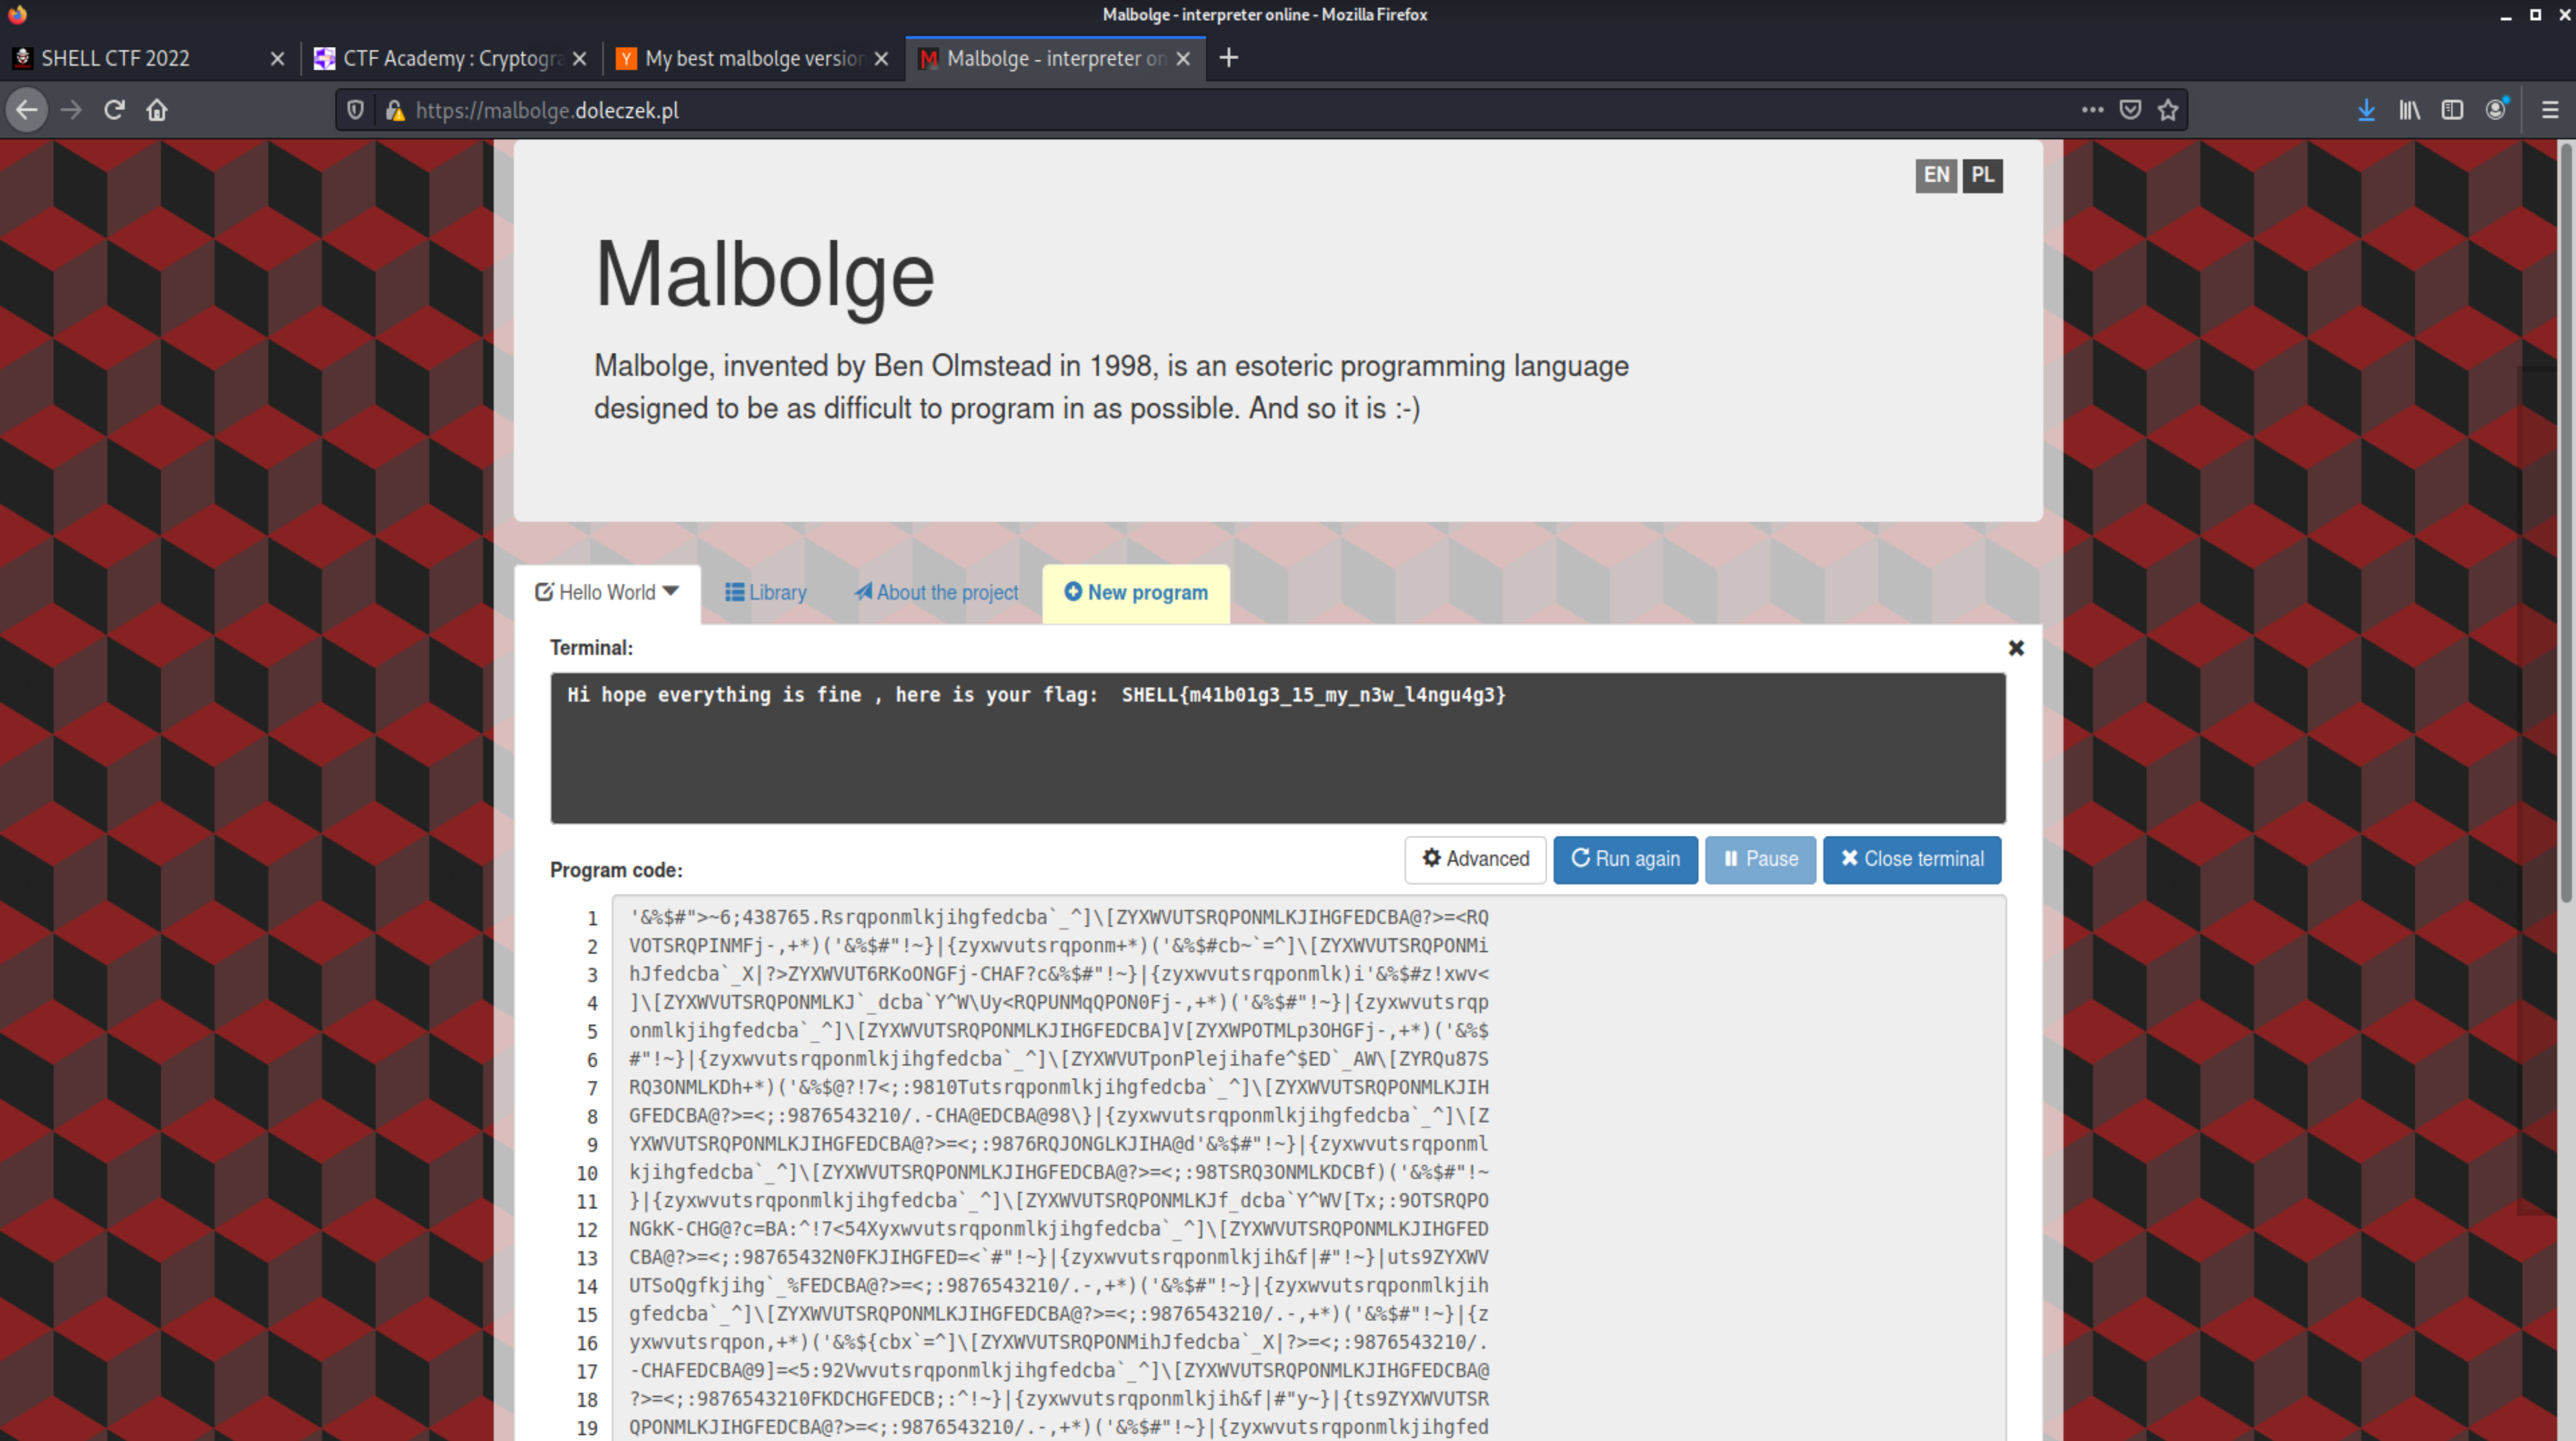 Malbolge - interpreter online - Mozilla Firefox
SHELL CTF 2022
CTF Academy : Cryptogra
My best malbolge version
Malbolge - interpreter on
https://malbolge.doleczek.pl
EN PL
Malbolge
Malbolge, invented by Ben Olmstead in 1998, is an esoteric programming language
designed to be as difficult to program in as possible. And so it is :-)
Hello World
Library
About the project
New program
Terminal:
Hi hope everything is fine , here is your flag:  SHELL{m41b01g3_15_my_n3w_l4ngu4g3}
Advanced
Run again
Pause
Close terminal
Program code:
1 '&%$#">~6;438765.Rsrqponmlkjihgfedcba`_^]\[ZYXWVUTSRQPONMLKJIHGFEDCBA@?>=<RQ
2 VOTSRQPINMFj-,+*)('&%$#"!~}|{zyxwvutsrqponm+*)('&%$#cb~`=^]\[ZYXWVUTSRQPONMi
3 hJfedcba`_X|?>ZYXWVUT6RKoONGFj-CHAF?c&%$#"!~}|{zyxwvutsrqponmlk)i'&%$#z!xwv<
4 ]\[ZYXWVUTSRQPONMLKJ`_dcba`Y^W\Uy<RQPUNMqQPON0Fj-,+*)('&%$#"!~}|{zyxwvutsrqp
5 onmlkjihgfedcba`_^]\[ZYXWVUTSRQPONMLKJIHGFEDCBA]V[ZYXWPOTMLp3OHGFj-,+*)('&%$
6 #"!~}|{zyxwvutsrqponmlkjihgfedcba`_^]\[ZYXWVUTponPlejihafe^$ED`_AW\[ZYRQu87S
7 RQ3ONMLKDh+*)('&%$@?!7<;:9810Tutsrqponmlkjihgfedcba`_^]\[ZYXWVUTSRQPONMLKJIH
8 GFEDCBA@?>=<;:9876543210/.-CHA@EDCBA@98\}|{zyxwvutsrqponmlkjihgfedcba`_^]\[Z
9 YXWVUTSRQPONMLKJIHGFEDCBA@?>=<;:9876RQJONGLKJIHA@d'&%$#"!~}|{zyxwvutsrqponml
10 kjihgfedcba`_^]\[ZYXWVUTSRQPONMLKJIHGFEDCBA@?>=<;:98TSRQ3ONMLKDCBf)('&%$#"!~
11 }|{zyxwvutsrqponmlkjihgfedcba`_^]\[ZYXWVUTSRQPONMLKJf_dcba`Y^WV[Tx;:9OTSRQPO
12 NGkK-CHG@?c=BA:^!7<54Xyxwvutsrqponmlkjihgfedcba`_^]\[ZYXWVUTSRQPONMLKJIHGFED
13 CBA@?>=<;:98765432N0FKJIHGFED=<`#"!~}|{zyxwvutsrqponmlkjih&f|#"!~}|uts9ZYXWV
14 UTSoQgfkjihg`_%FEDCBA@?>=<;:9876543210/.-,+*)('&%$#"!~}|{zyxwvutsrqponmlkjih
15 gfedcba`_^]\[ZYXWVUTSRQPONMLKJIHGFEDCBA@?>=<;:9876543210/.-,+*)('&%$#"!~}|{z
16 yxwvutsrqpon,+*)('&%${cbx`=^]\[ZYXWVUTSRQPONMihJfedcba`_X|?>=<;:9876543210/.
17 -CHAFEDCBA@9]=<5:92Vwvutsrqponmlkjihgfedcba`_^]\[ZYXWVUTSRQPONMLKJIHGFEDCBA@
18 ?>=<;:9876543210FKDCHGFEDCB;:^!~}|{zyxwvutsrqponmlkjih&f|#"y~}|{ts9ZYXWVUTSR
19 QPONMLKJIHGFEDCBA@?>=<;:9876543210/.-,+*)('&%$#"!~}|{zyxwvutsrqponmlkjihgfed